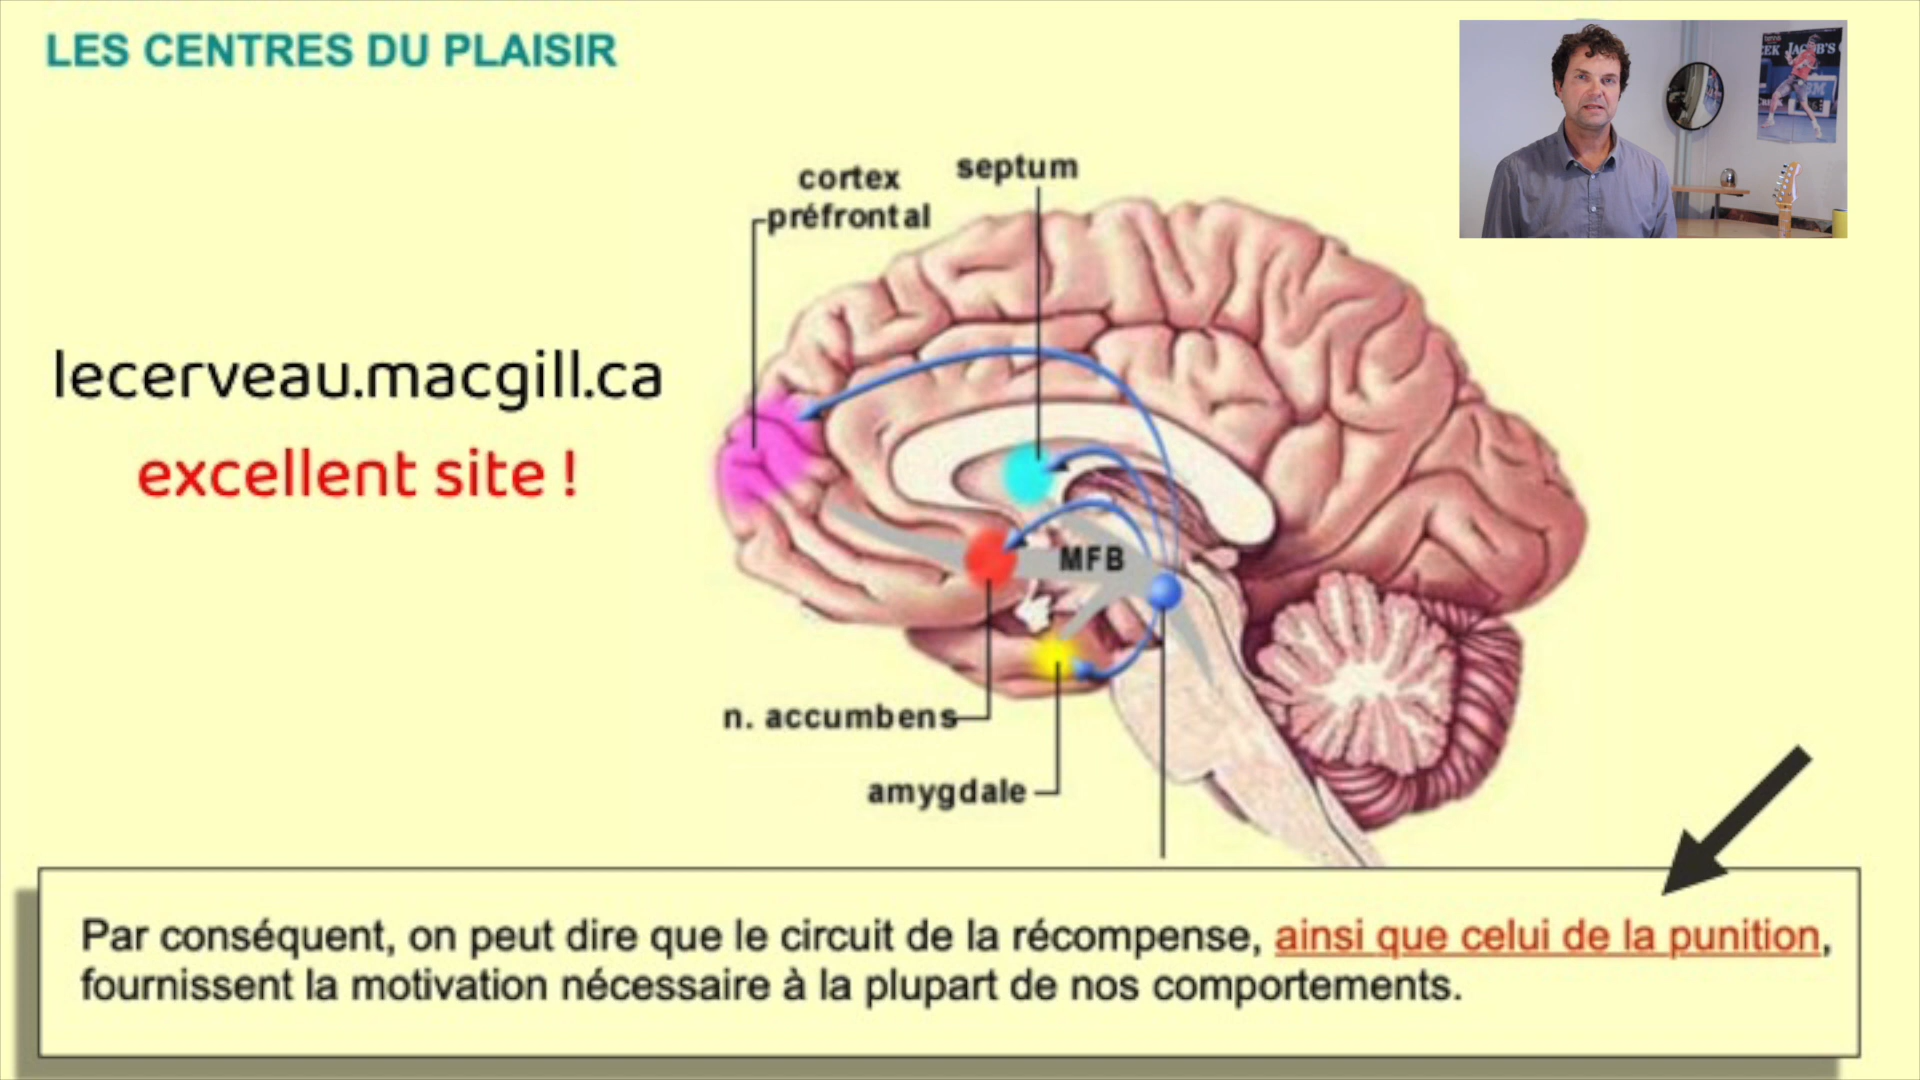 LES CENTRES DU PLAISIR
cortex
préfrontal
septum
lecerveau.macgill.ca
excellent site !
MFB
n. accumbens
amygdale
Par conséquent, on peut dire que le circuit de la récompense, ainsi que celui de la punition,
fournissent la motivation nécessaire à la plupart de nos comportements.